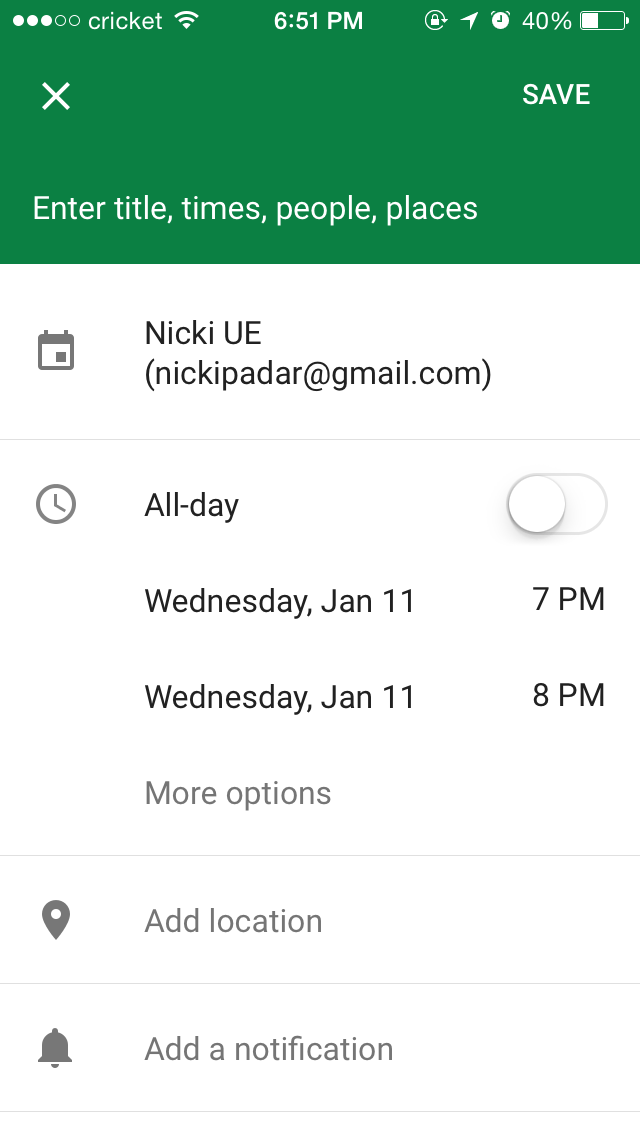 cricket 6:51 PM 40%
SAVE
Enter title, times, people, places
Nicki UE
(nickipadar@gmail.com)
All-day
Wednesday, Jan 11 7 PM
Wednesday, Jan 11 8 PM
More options
Add location
Add a notification